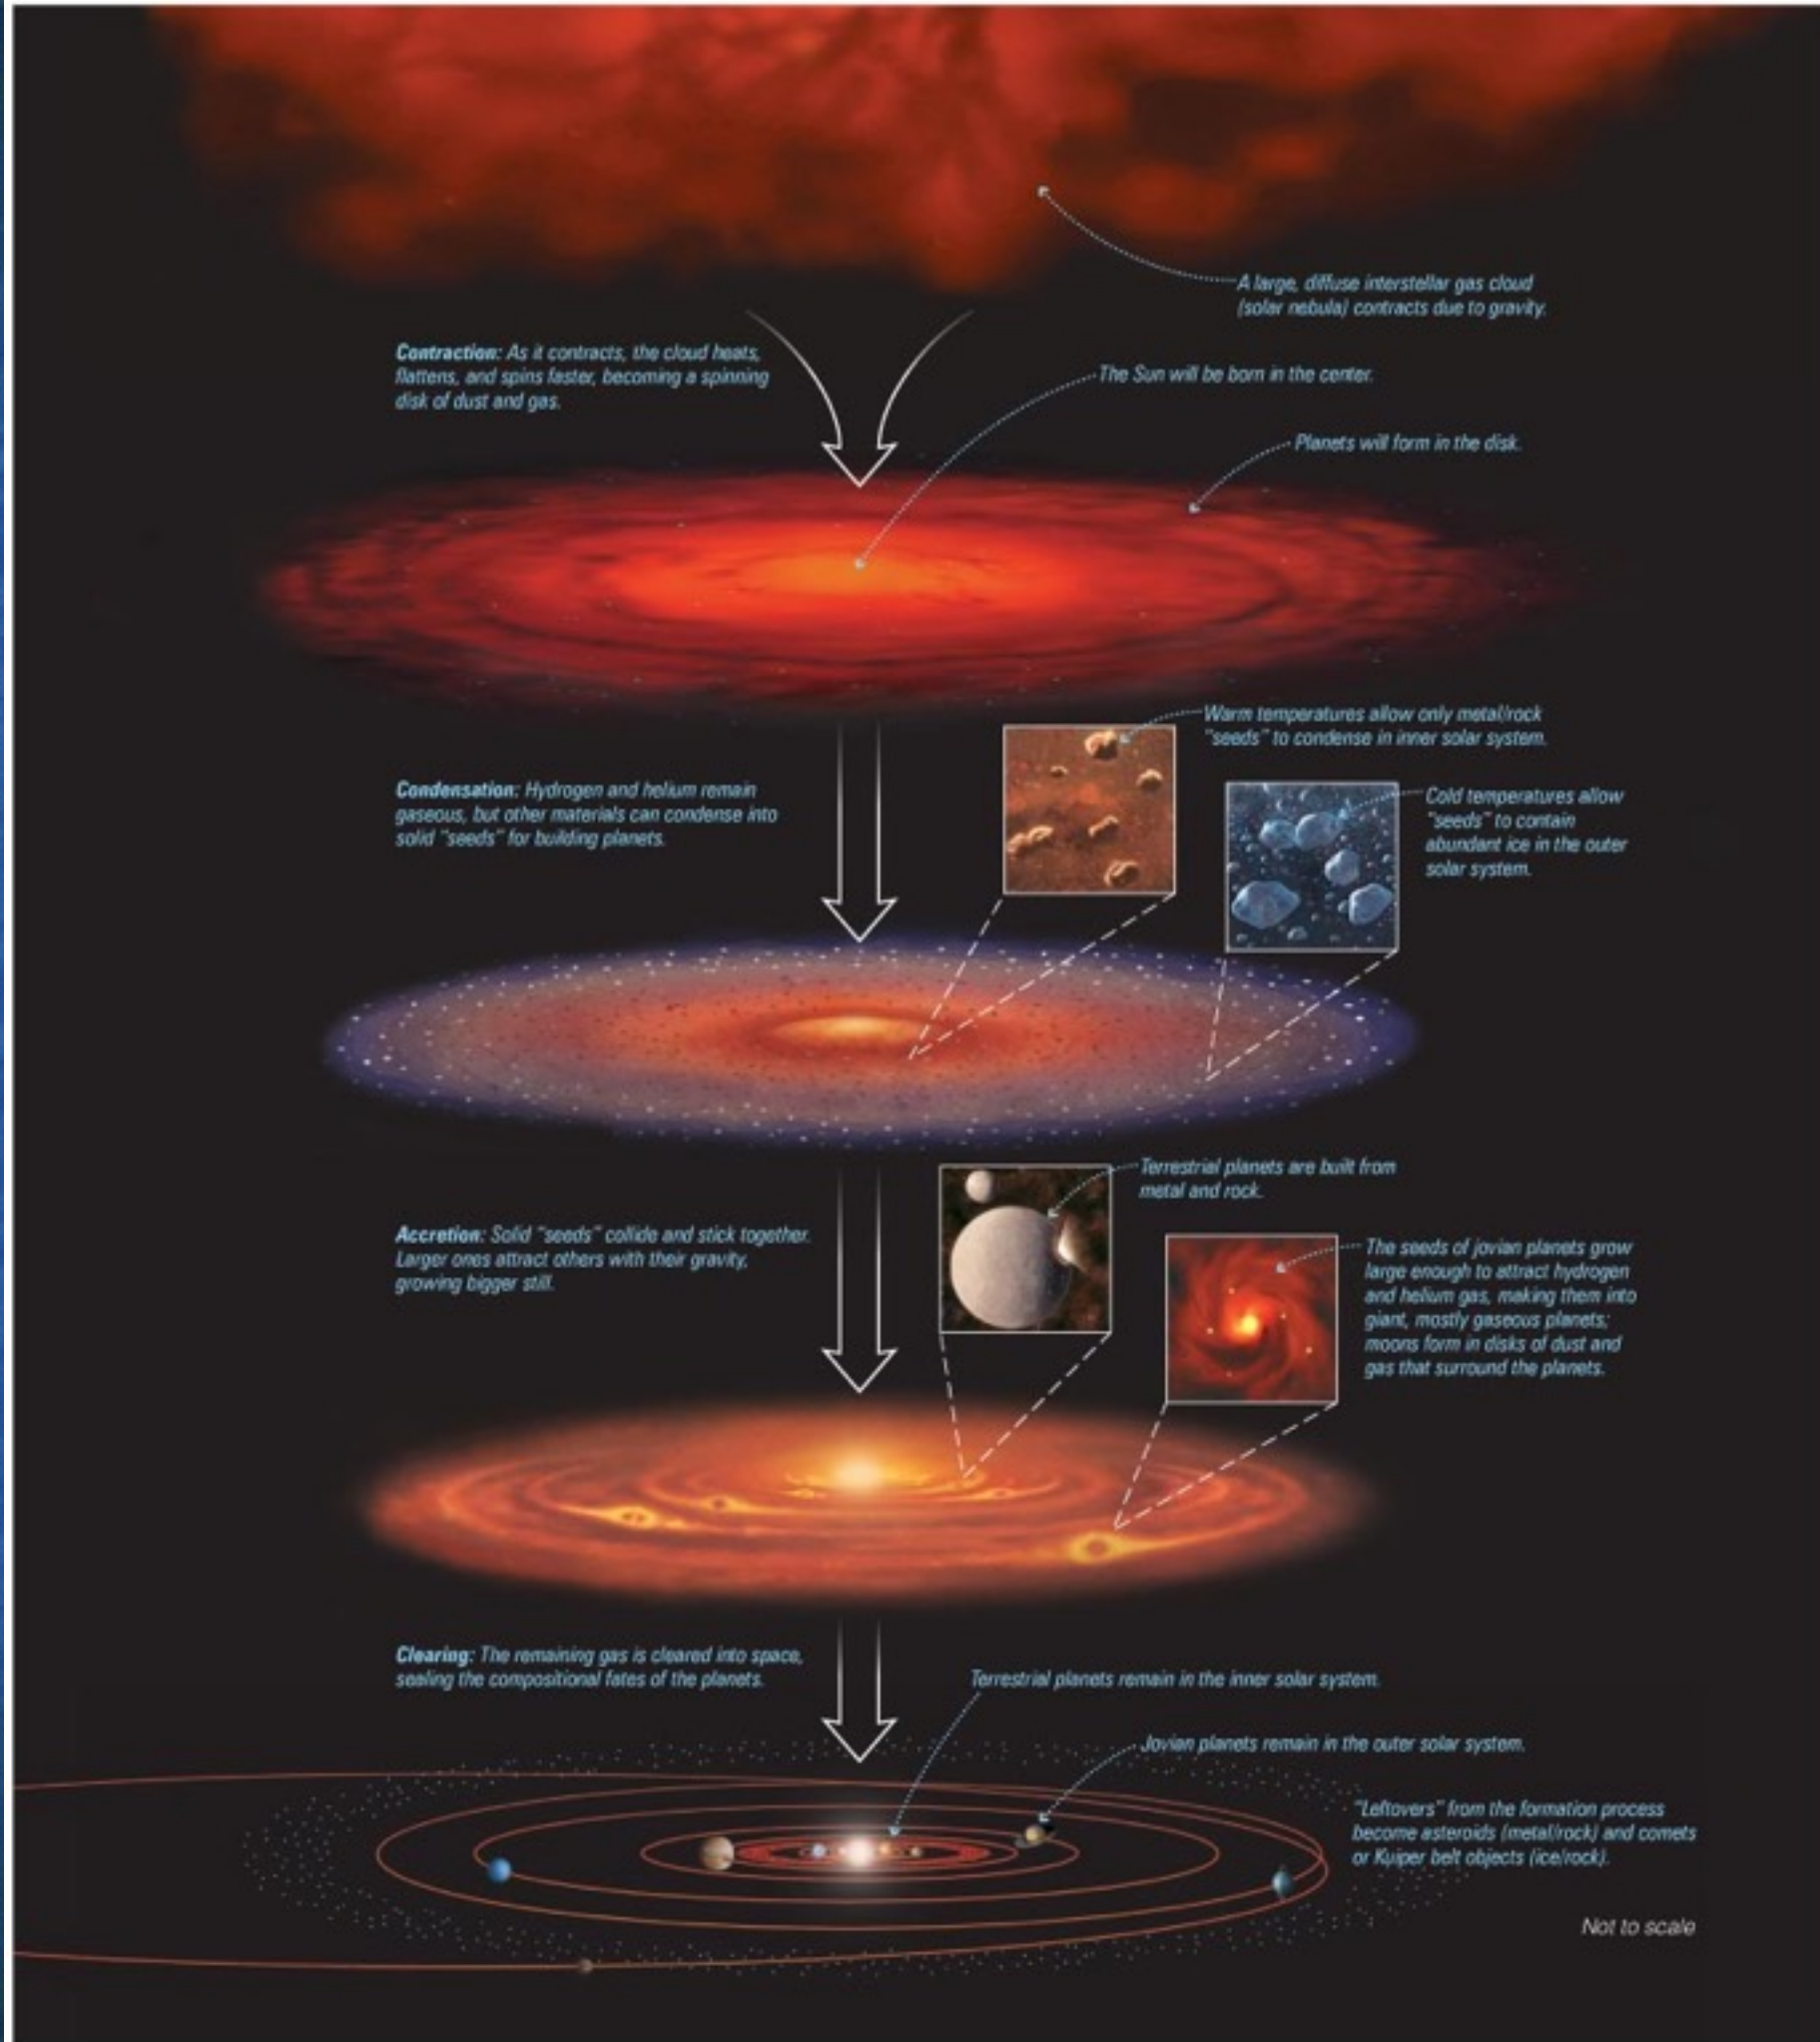 A large, diffuse interstellar gas cloud
(solar nebula) contracts due to gravity.
Contraction: As it contracts, the cloud heats,
flattens, and spins faster, becoming a spinning
disk of dust and gas.
The Sun will be born in the center.
Planets will form in the disk.
Warm temperatures allow only metal/rock
"seeds" to condense in inner solar system.
Condensation: Hydrogen and helium remain
gaseous, but other materials can condense into
solid "seeds" for building planets.
Cold temperatures allow
"seeds" to contain
abundant ice in the outer
solar system.
Terrestrial planets are built from
metal and rock.
Accretion: Solid "seeds" collide and stick together.
Larger ones attract others with their gravity,
growing bigger still.
The seeds of jovian planets grow
large enough to attract hydrogen
and helium gas, making them into
giant, mostly gaseous planets;
moons form in disks of dust and
gas that surround the planets.
Clearing: The remaining gas is cleared into space,
sealing the compositional fates of the planets.
Terrestrial planets remain in the inner solar system.
Jovian planets remain in the outer solar system.
"Leftovers" from the formation process
become asteroids (metal/rock) and comets
or Kuiper belt objects (ice/rock).
Not to scale